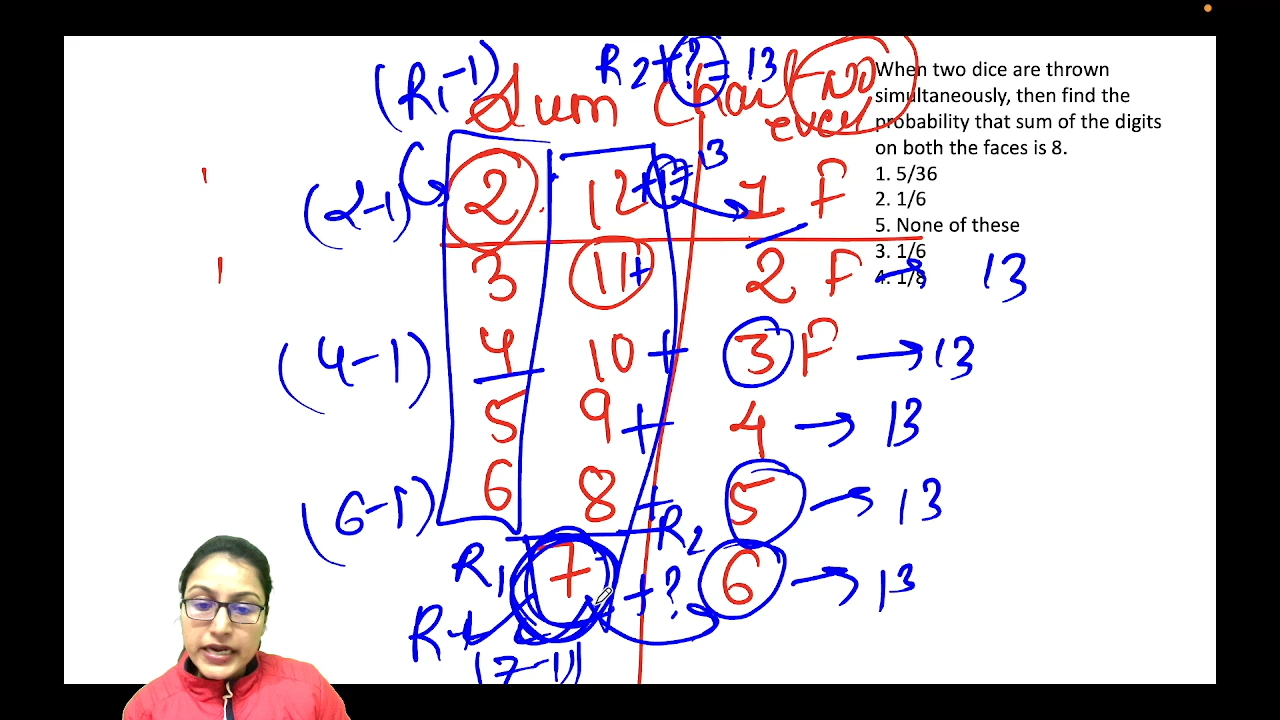 (R1-1) R2+?=13
Sum Chart NO
even
When two dice are thrown
simultaneously, then find the
probability that sum of the digits
on both the faces is 8.
1. 5/36
2. 1/6
5. None of these
3. 1/6
4. 1/8
(2-1) 2 12 + 1 = 13 1 F
3 11 + 2 F → 13
(4-1) 4 10 + 3 F → 13
5 9 + 4 → 13
(6-1) 6 8 + 5 → 13
R1 7 R2 + ? 6 → 13
(7-1)